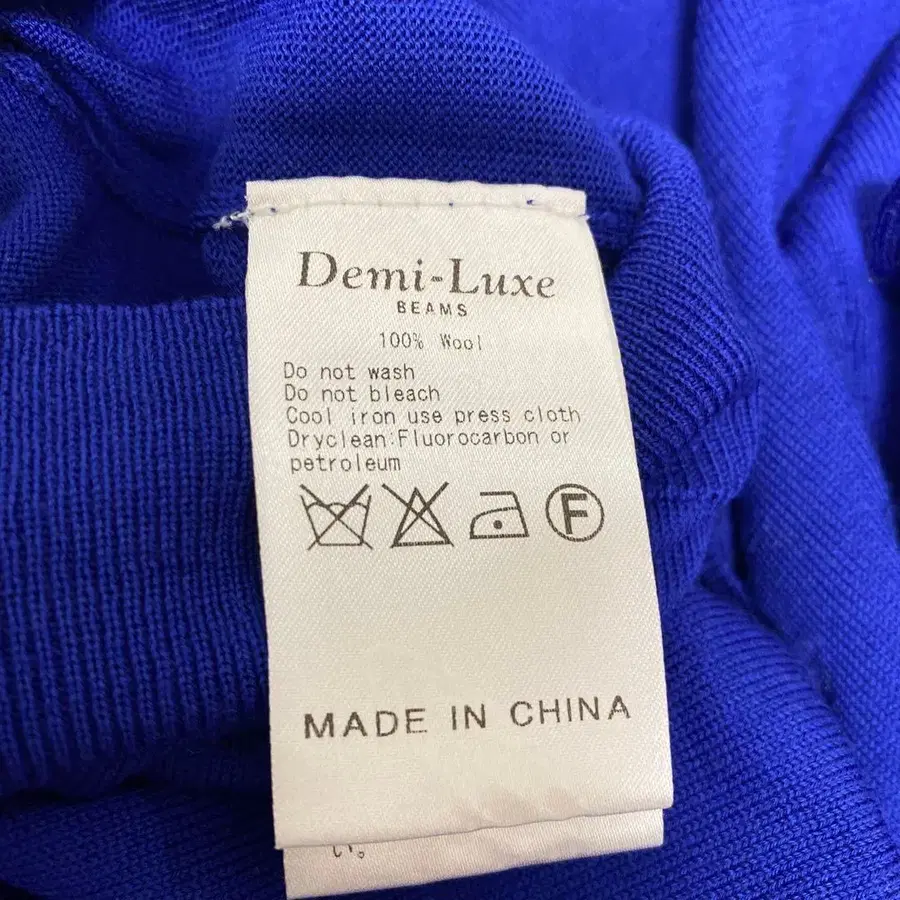 Demi-Luxe
BEAMS
100% Wool
Do not wash
Do not bleach
Cool iron use press cloth
Dryclean:Fluorocarbon or
petroleum
F
MADE IN CHINA